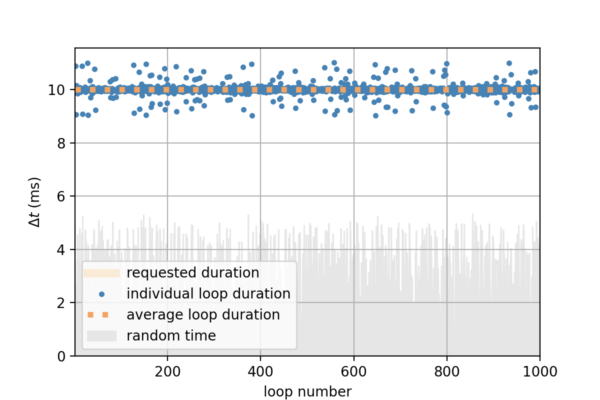 10
8
6
4
2
0
Δt (ms)
requested duration
individual loop duration
average loop duration
random time
200 400 600 800 1000
loop number